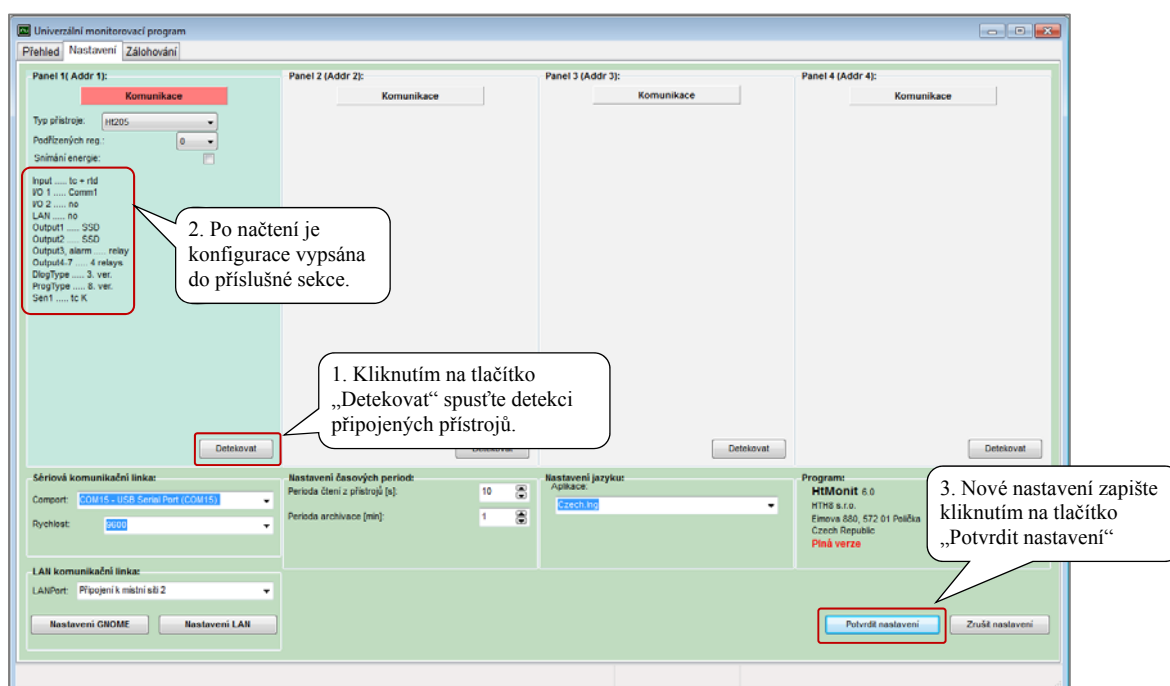 Univerzální monitorovací program
Přehled Nastavení Zálohování
Panel 1( Addr 1):
Komunikace
Typ přístroje: Ht205
Podřízených reg.: 0
Snímání energie:
Input ..... tc + rtd
I/O 1 ..... Comm1
I/O 2 ..... no
LAN ..... no
Output1 ..... SSD
Output2 ..... SSD
Output3, alarm ..... relay
Output4-7 ..... 4 relays
DlogType ..... 3. ver.
ProgType ..... 8. ver.
Sen1 ..... tc K
Detekovat
Panel 2 (Addr 2):
Komunikace
Detekovat
Panel 3 (Addr 3):
Komunikace
Detekovat
Panel 4 (Addr 4):
Komunikace
Detekovat
2. Po načtení je
konfigurace vypsána
do příslušné sekce.
1. Kliknutím na tlačítko
„Detekovat“ spusťte detekci
připojených přístrojů.
Sériová komunikační linka:
Comport: COM15 - USB Serial Port (COM15)
Rychlost: 9600
Nastavení časových period:
Perioda čtení z přístrojů [s]: 10
Perioda archivace [min]: 1
Nastavení jazyku:
Aplikace:
Czech.lng
Program:
HtMonit 6.0
HTH8 s.r.o.
Eimova 880, 572 01 Polička
Czech Republic
Plná verze
3. Nové nastavení zapište
kliknutím na tlačítko
„Potvrdit nastavení“
LAN komunikační linka:
LANPort: Připojení k místní síti 2
Nastavení GNOME Nastavení LAN
Potvrdit nastavení Zrušit nastavení